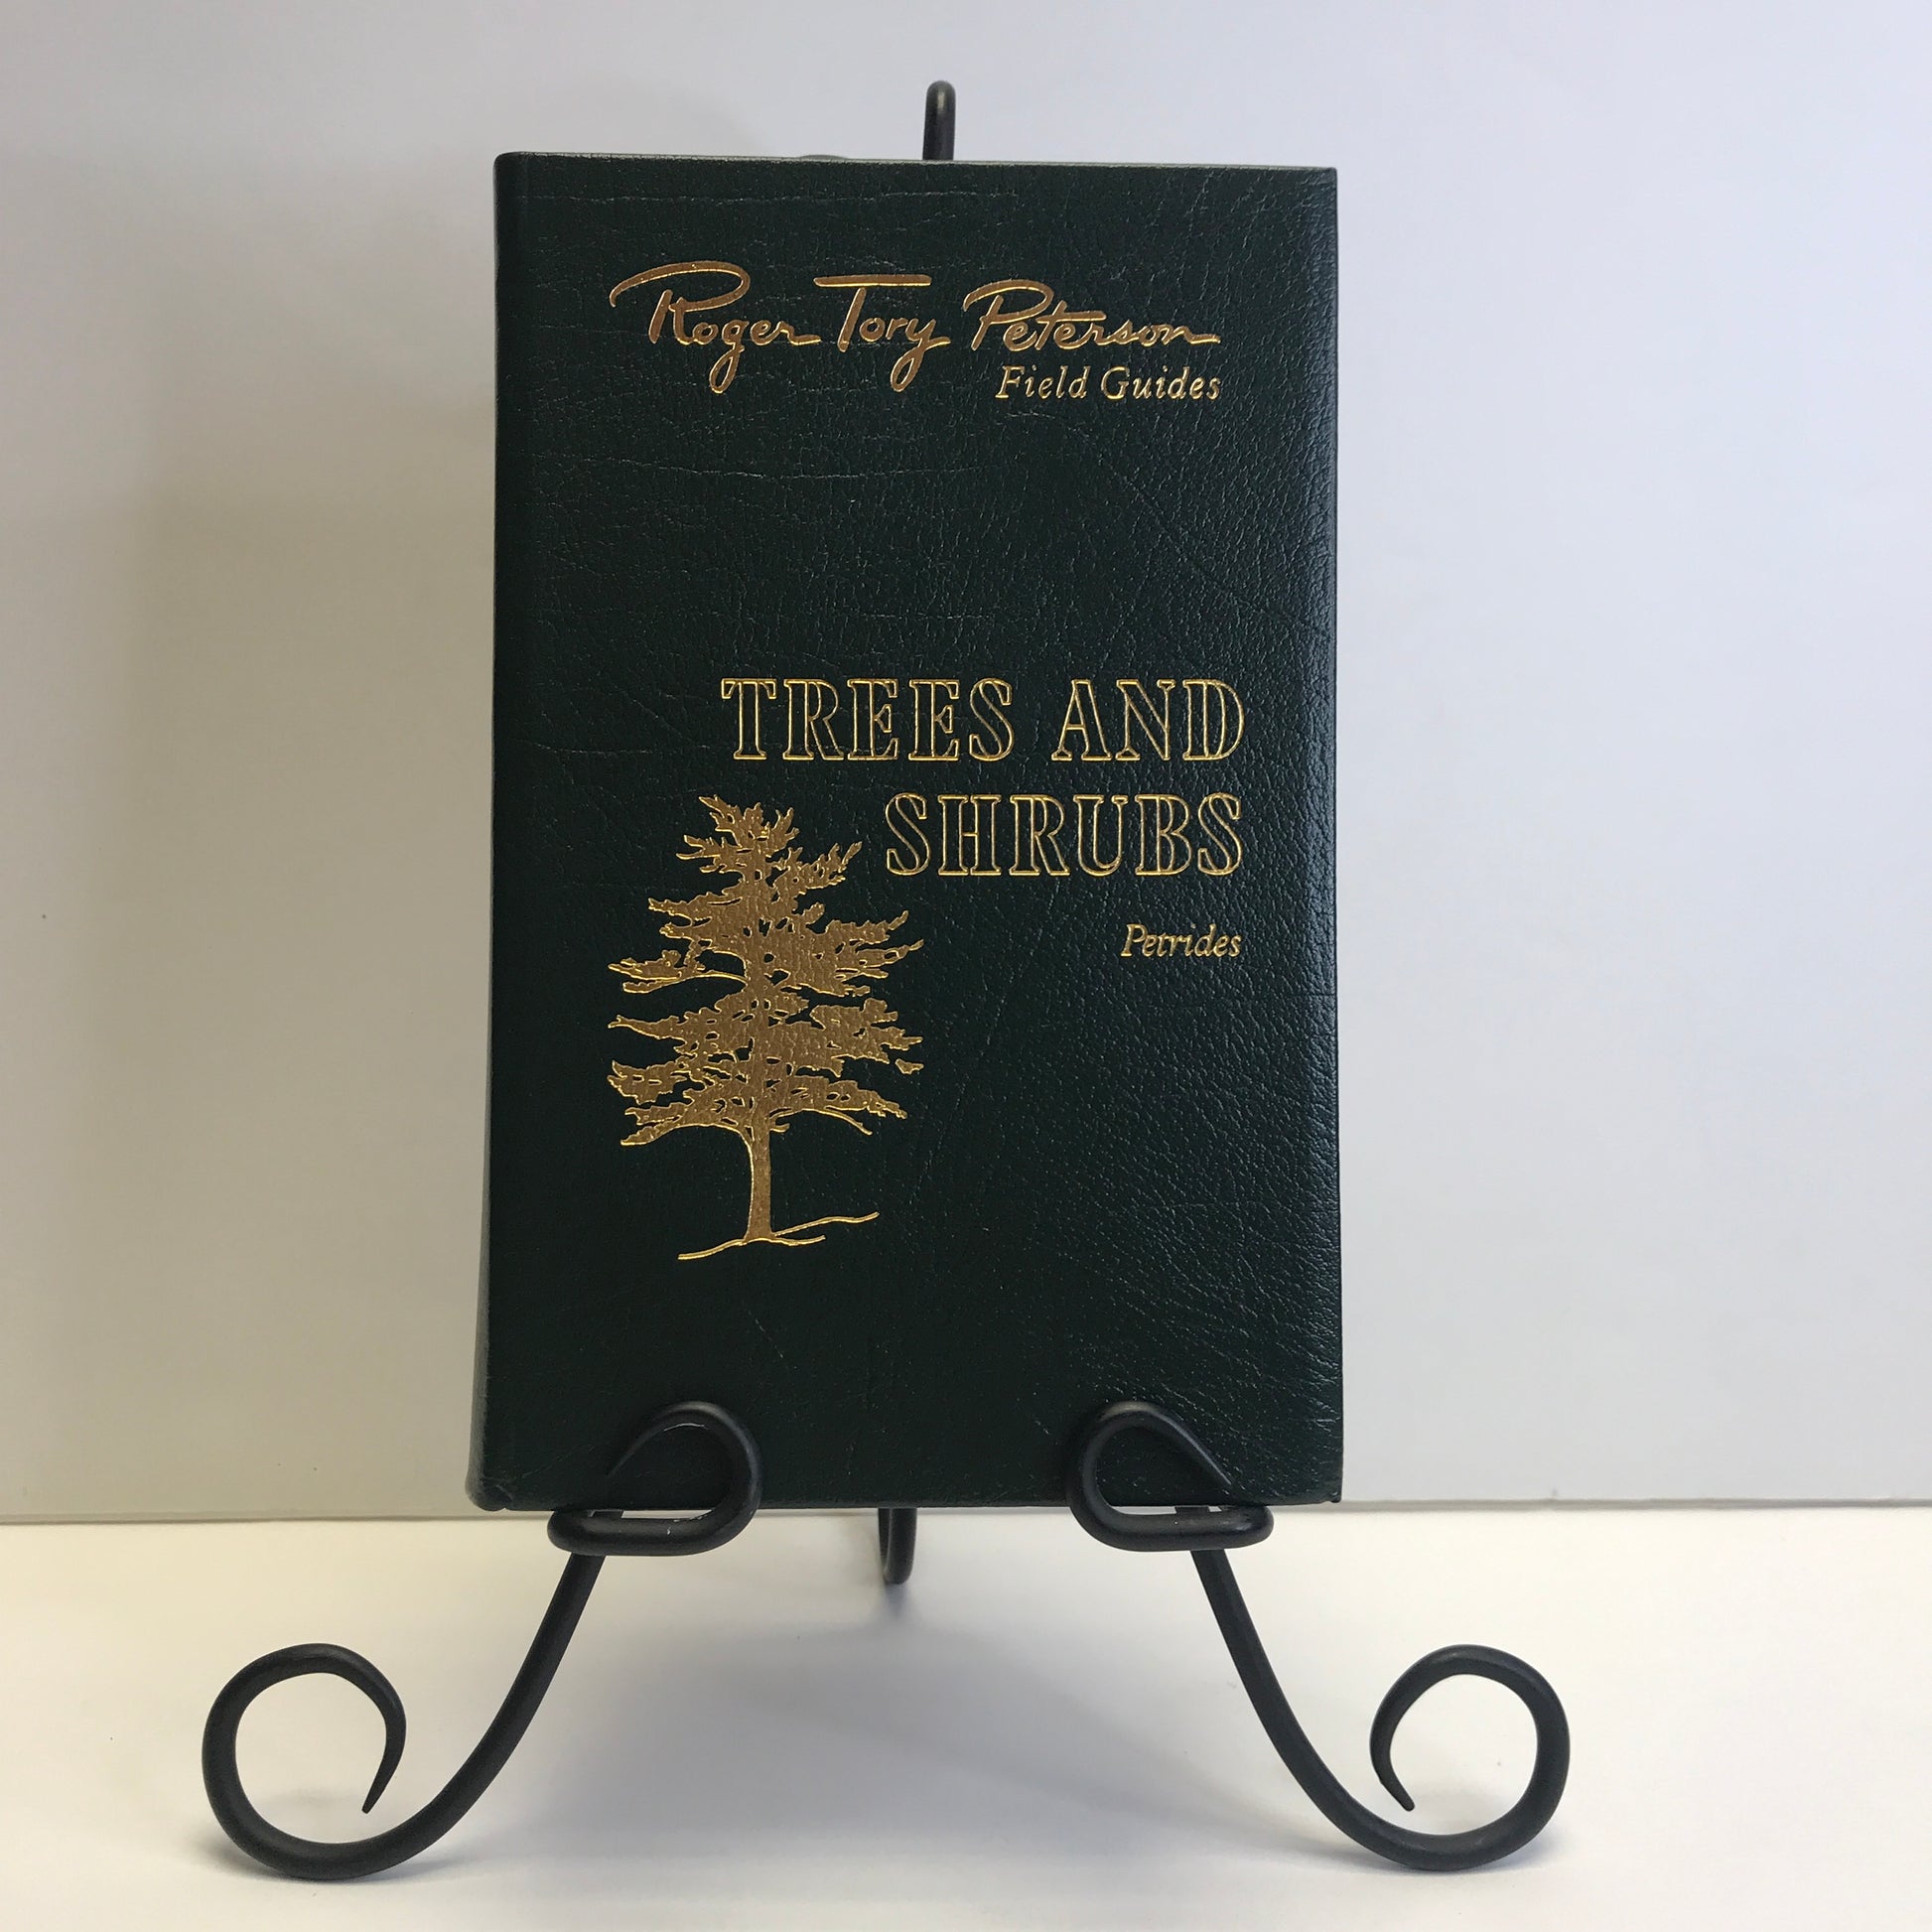 Roger Tory Peterson
Field Guides
TREES AND
SHRUBS
Petrides